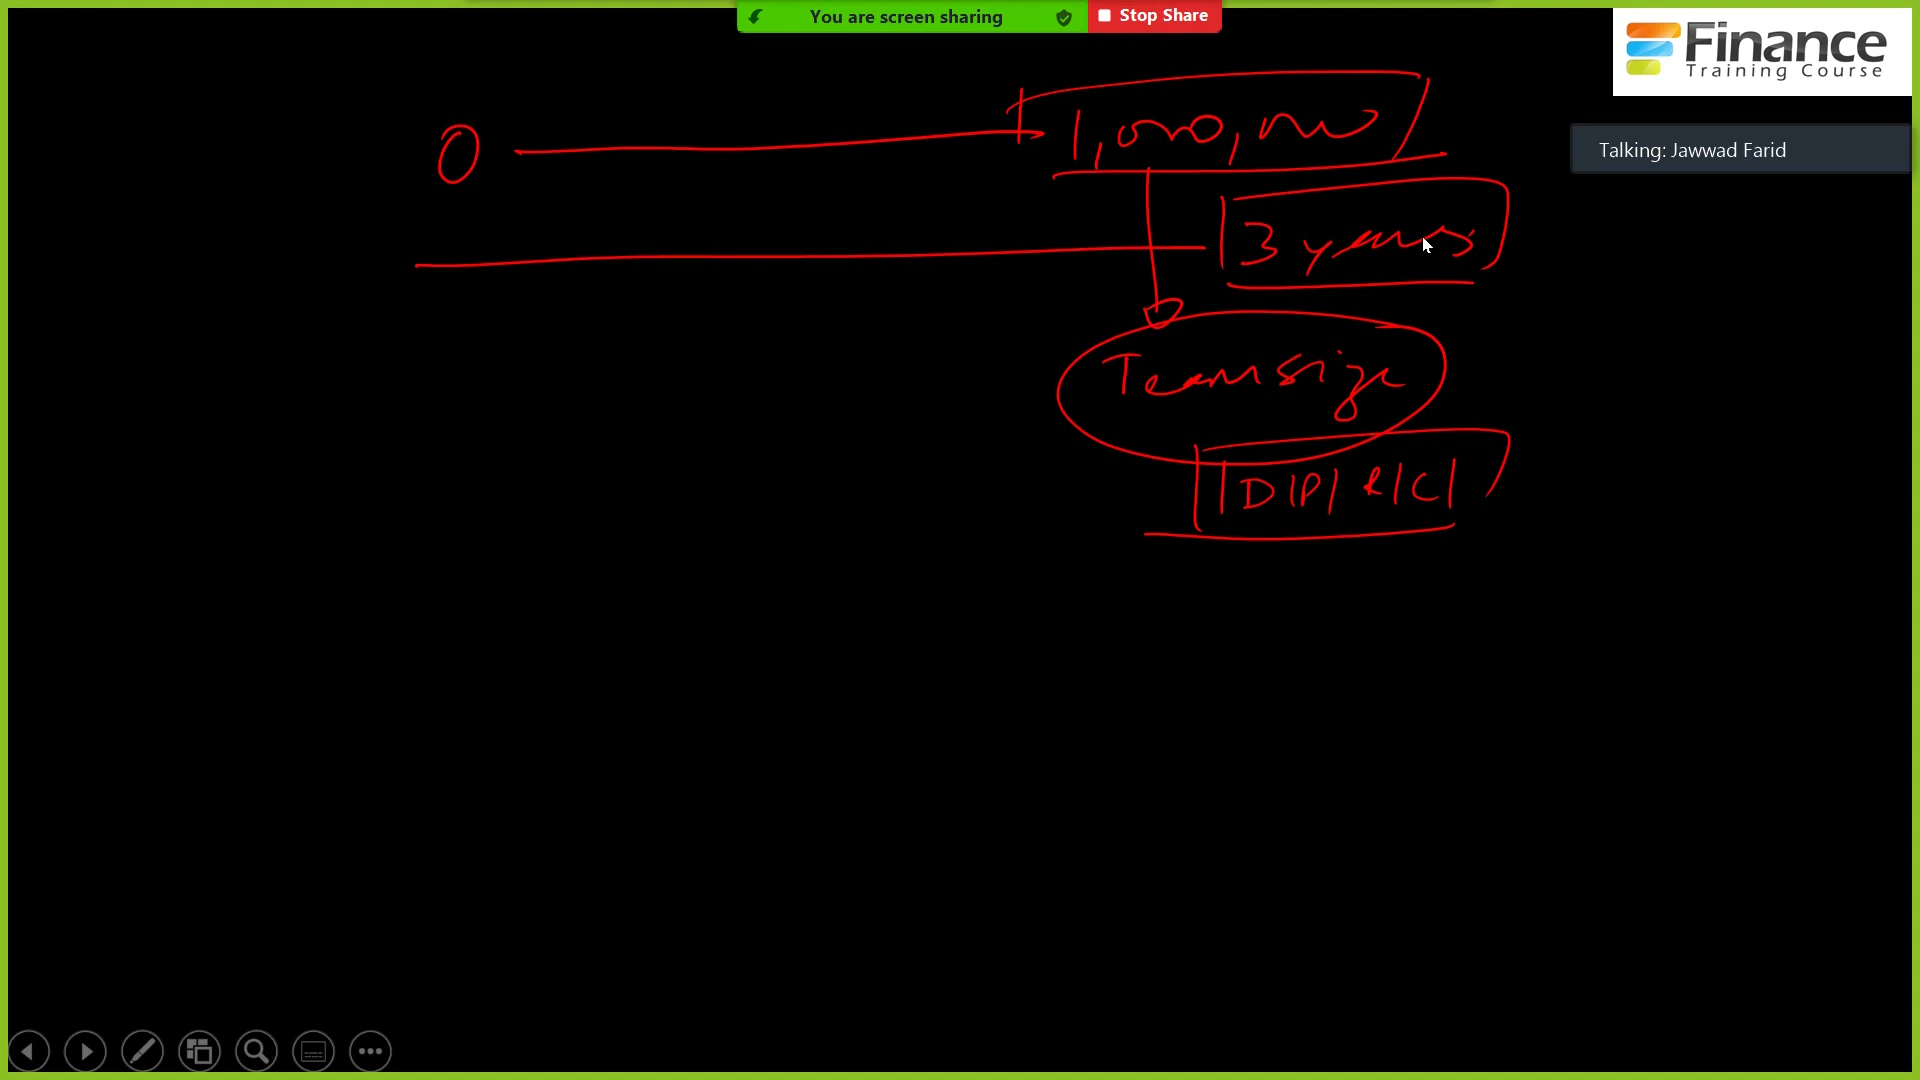 You are screen sharing Stop Share
Finance
Training Course
Talking: Jawwad Farid
0 1,000,000
3 years
Team size
|D|P|R|C|